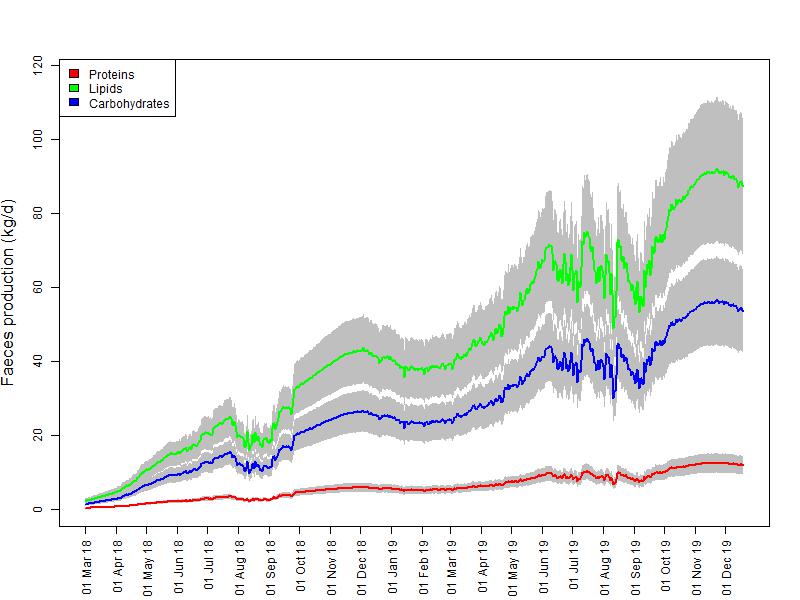 Proteins
Lipids
Carbohydrates
Faeces production (kg/d)
120
100
80
60
40
20
0
01 Mar 18
01 Apr 18
01 May 18
01 Jun 18
01 Jul 18
01 Aug 18
01 Sep 18
01 Oct 18
01 Nov 18
01 Dec 18
01 Jan 19
01 Feb 19
01 Mar 19
01 Apr 19
01 May 19
01 Jun 19
01 Jul 19
01 Aug 19
01 Sep 19
01 Oct 19
01 Nov 19
01 Dec 19